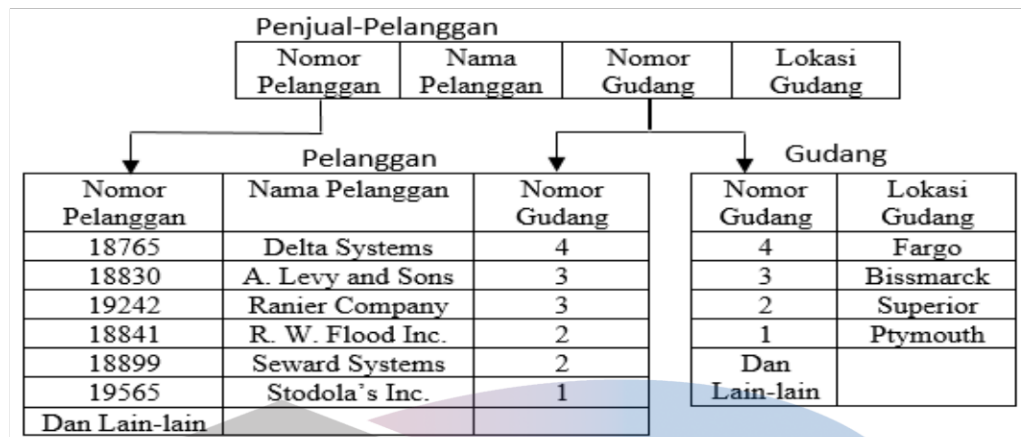 Penjual-Pelanggan
Nomor Pelanggan Nama Pelanggan Nomor Gudang Lokasi Gudang
Pelanggan
Nomor Pelanggan Nama Pelanggan Nomor Gudang
18765 Delta Systems 4
18830 A. Levy and Sons 3
19242 Ranier Company 3
18841 R. W. Flood Inc. 2
18899 Seward Systems 2
19565 Stodola's Inc. 1
Dan Lain-lain
Gudang
Nomor Gudang Lokasi Gudang
4 Fargo
3 Bissmarck
2 Superior
1 Ptymouth
Dan Lain-lain